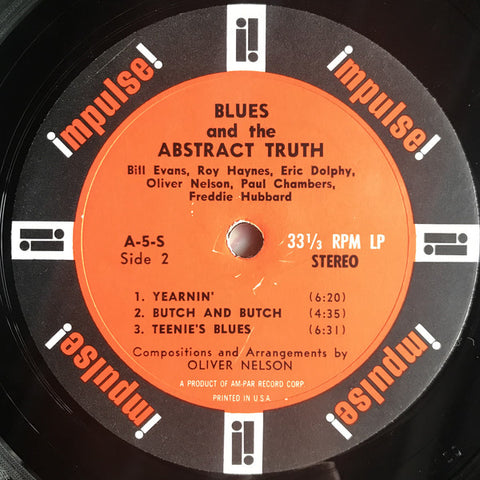 impulse!
impulse!
BLUES
and the
ABSTRACT TRUTH
Bill Evans, Roy Haynes, Eric Dolphy,
Oliver Nelson, Paul Chambers,
Freddie Hubbard
A-5-S
Side 2
33 1/3 RPM LP
STEREO
1. YEARNIN' (6:20)
2. BUTCH AND BUTCH (4:35)
3. TEENIE'S BLUES (6:31)
Compositions and Arrangements by
OLIVER NELSON
A PRODUCT OF AM-PAR RECORD CORP.
PRINTED IN U.S.A.
impulse!
impulse!